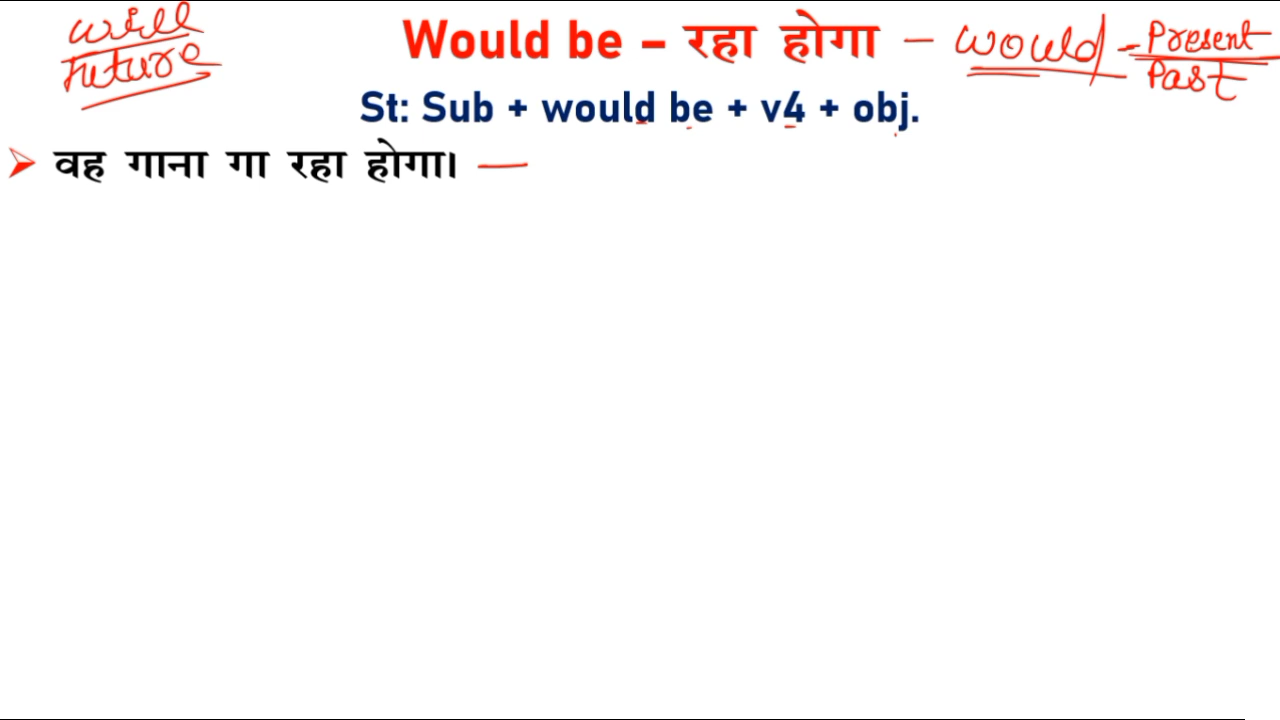 will
Future
Would be – रहा होगा – would - Present
Past
St: Sub + would be + v4 + obj.
➤ वह गाना गा रहा होगा। —